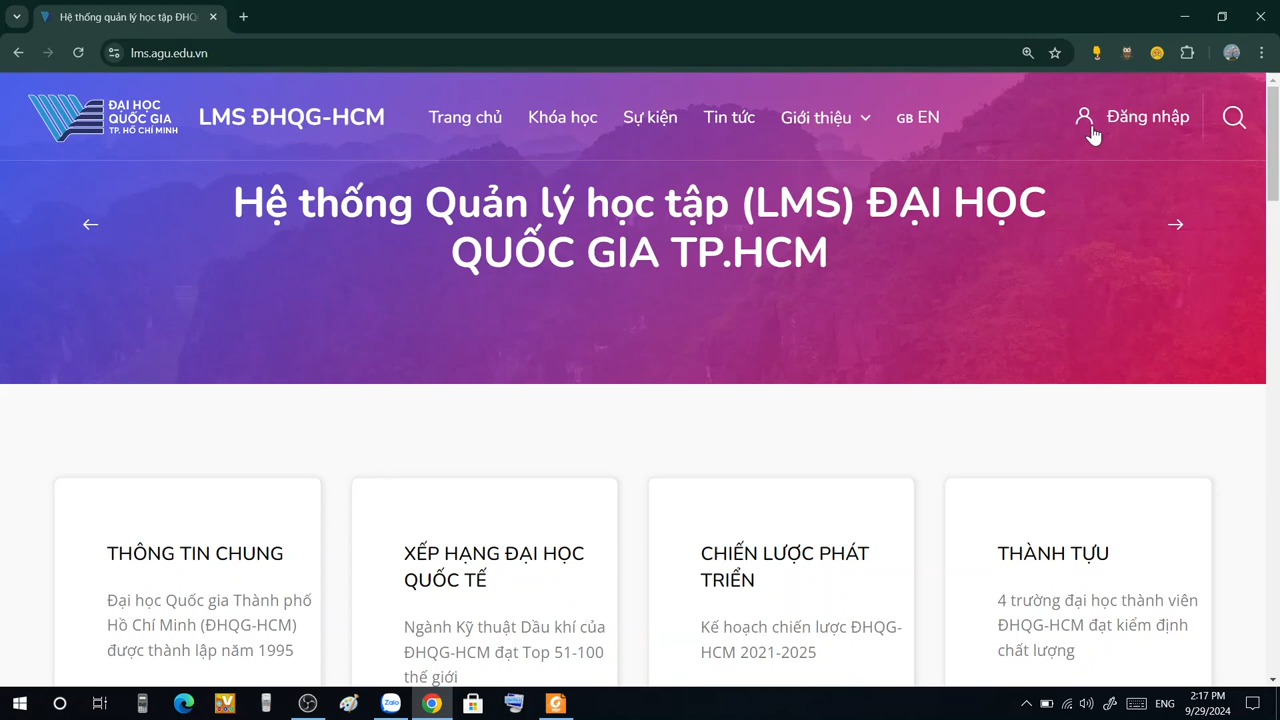 Hệ thống quản lý học tập ĐHQ
lms.agu.edu.vn
ĐẠI HỌC
QUỐC GIA
TP. HỒ CHÍ MINH
LMS ĐHQG-HCM
Trang chủ
Khóa học
Sự kiện
Tin tức
Giới thiệu
GB EN
Đăng nhập
Hệ thống Quản lý học tập (LMS) ĐẠI HỌC
QUỐC GIA TP.HCM
THÔNG TIN CHUNG
Đại học Quốc gia Thành phố
Hồ Chí Minh (ĐHQG-HCM)
được thành lập năm 1995
XẾP HẠNG ĐẠI HỌC
QUỐC TẾ
Ngành Kỹ thuật Dầu khí của
ĐHQG-HCM đạt Top 51-100
thế giới
CHIẾN LƯỢC PHÁT
TRIỂN
Kế hoạch chiến lược ĐHQG-
HCM 2021-2025
THÀNH TỰU
4 trường đại học thành viên
ĐHQG-HCM đạt kiểm định
chất lượng
Zalo
ENG
2:17 PM
9/29/2024